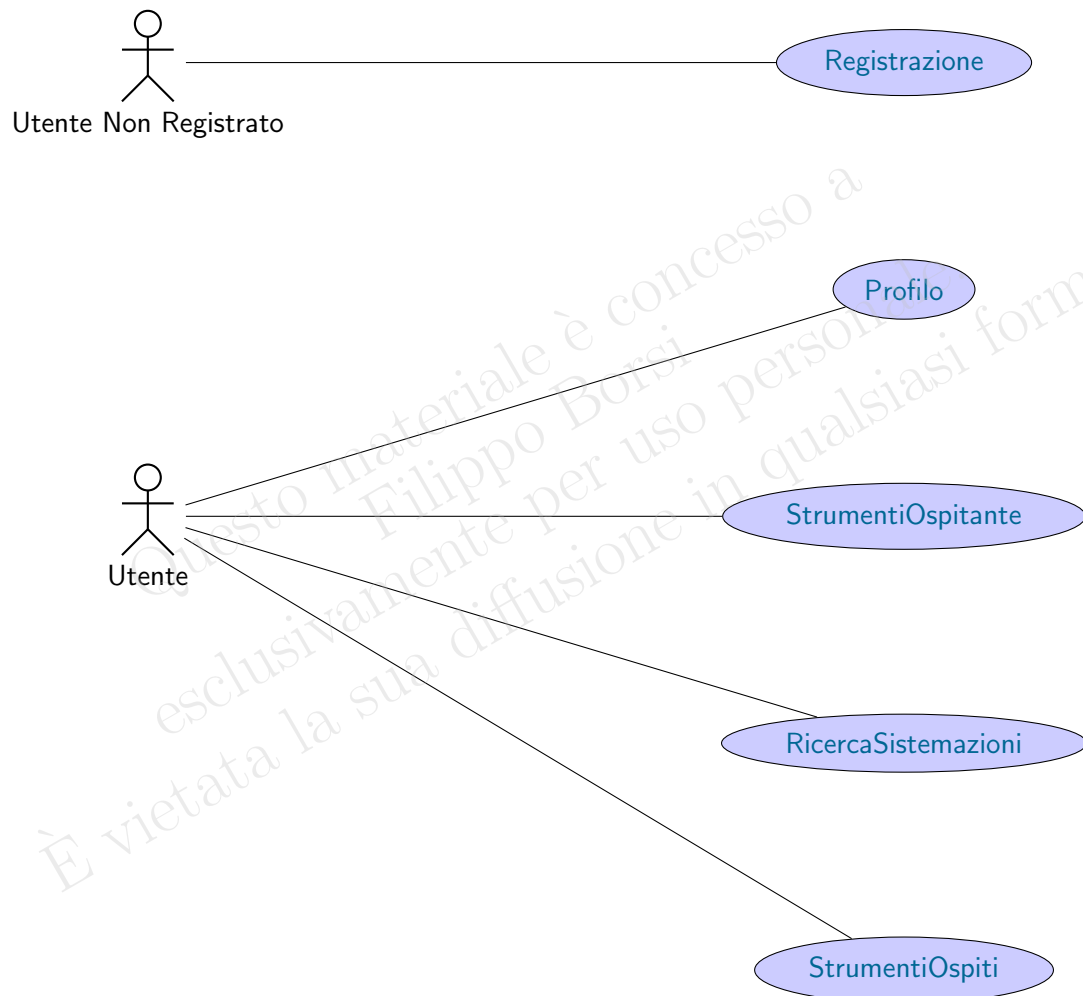 Registrazione
Utente Non Registrato
Profilo
StrumentiOspitante
Utente
RicercaSistemazioni
StrumentiOspiti
Questo materiale è concesso a
Filippo Borsi
esclusivamente per uso personale
È vietata la sua diffusione in qualsiasi form